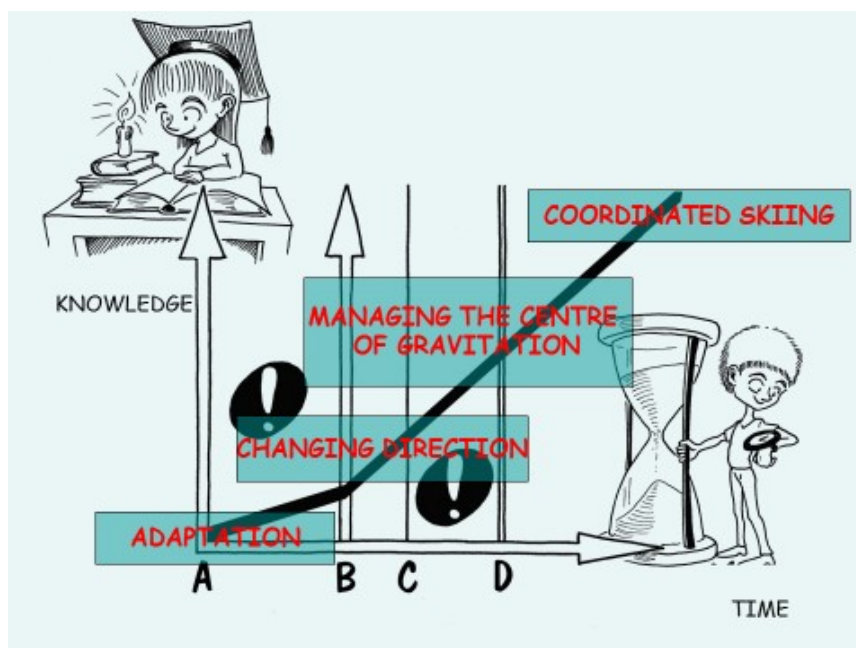 COORDINATED SKIING
KNOWLEDGE
MANAGING THE CENTRE
OF GRAVITATION
!
CHANGING DIRECTION
!
ADAPTATION
A B C D
TIME